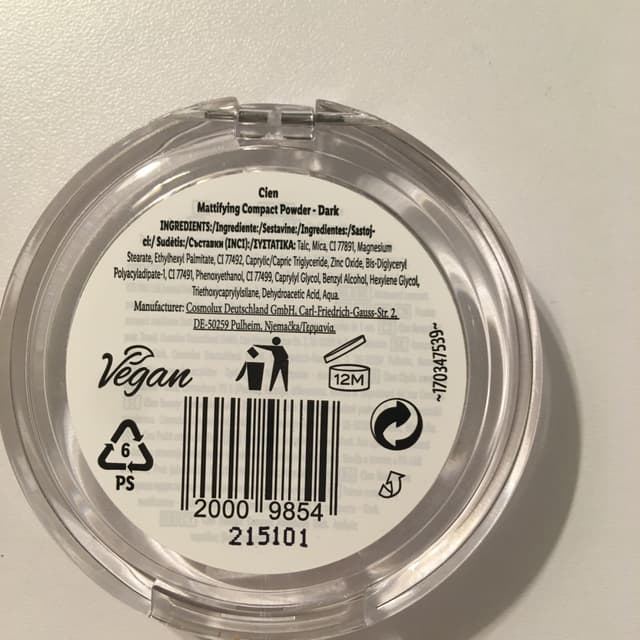 Cien
Mattifying Compact Powder - Dark
INGREDIENTS:/Ingrediente:/Sestavine:/Ingredientes:/Sastoj-
ci:/ Sudėtis:/Съставки (INCI):/ΣΥΣΤΑΤΙΚΑ: Talc, Mica, CI 77891, Magnesium
Stearate, Ethylhexyl Palmitate, CI 77492, Caprylic/Capric Triglyceride, Zinc Oxide, Bis-Diglyceryl
Polyacyladipate-1, CI 77491, Phenoxyethanol, CI 77499, Caprylyl Glycol, Benzyl Alcohol, Hexylene Glycol,
Triethoxycaprylylsilane, Dehydroacetic Acid, Aqua.
Manufacturer: Cosmolux Deutschland GmbH, Carl-Friedrich-Gauss-Str. 2,
DE-50259 Pulheim, Njemačka/Γερμανία.
Vegan
12M
~170347539~
6
PS
2000 9854
215101